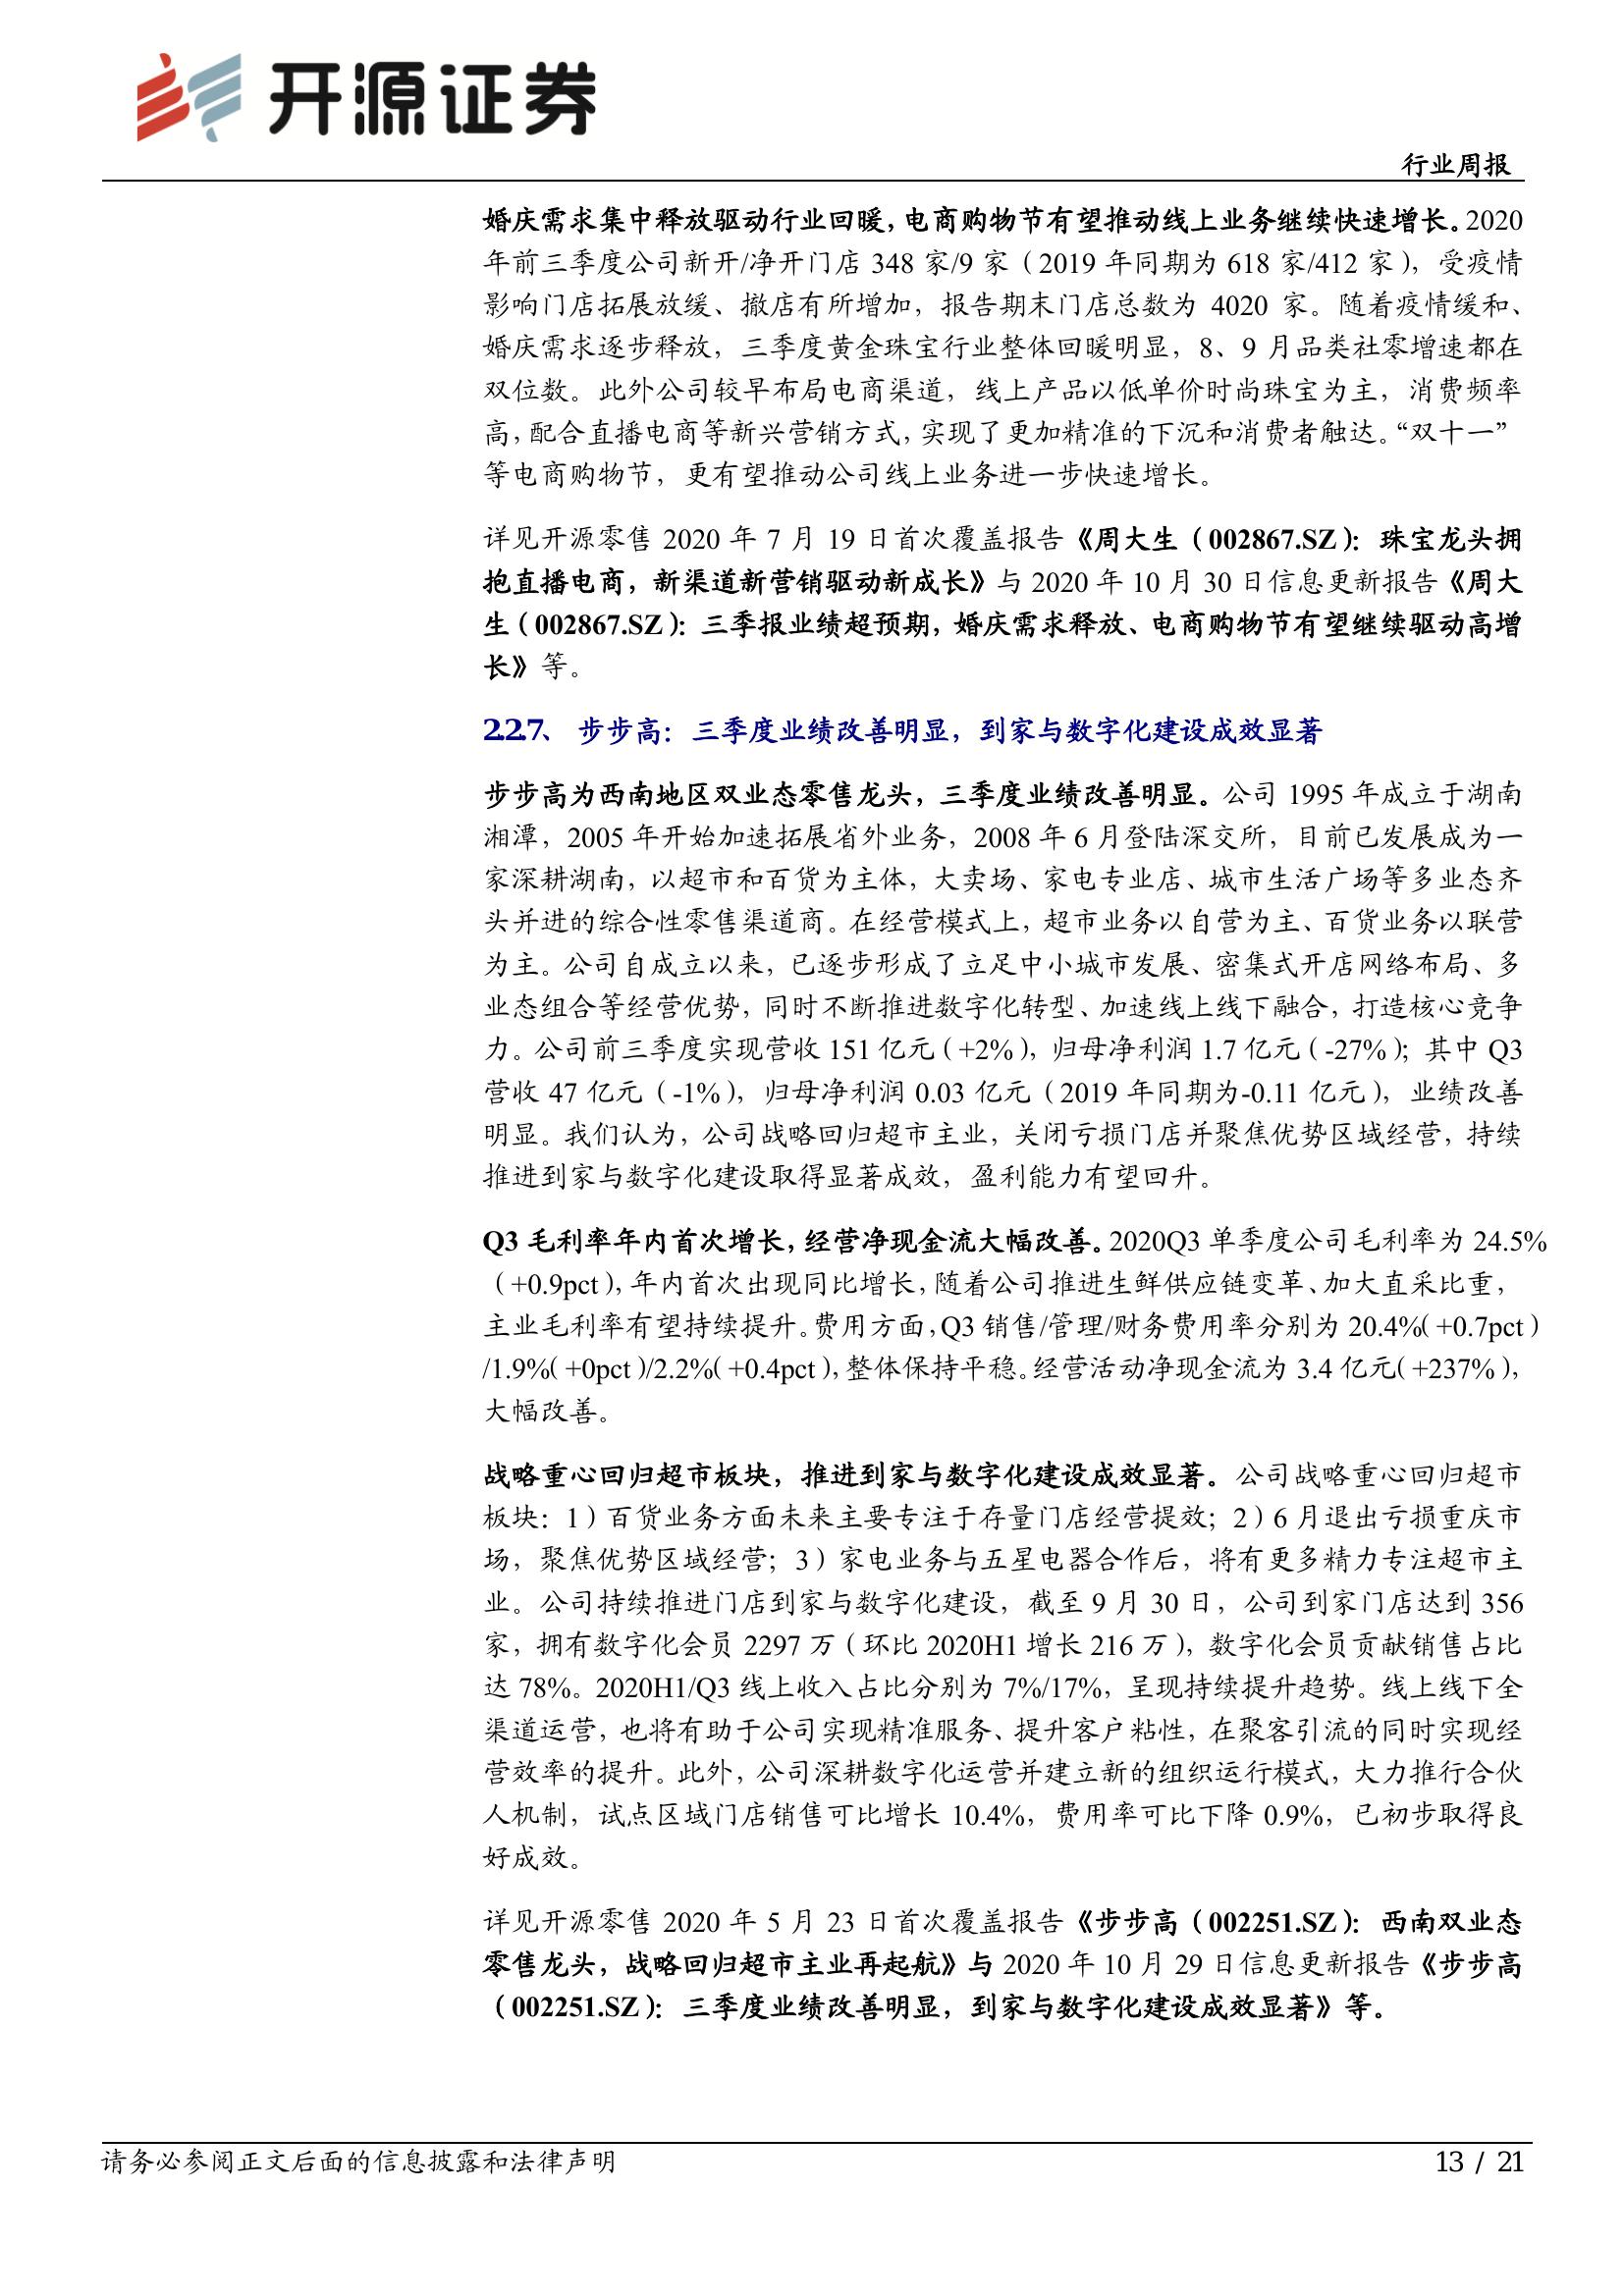 开源证券
行业周报
婚庆需求集中释放驱动行业回暖，电商购物节有望推动线上业务继续快速增长。2020
年前三季度公司新开/净开门店 348 家/9 家（2019 年同期为 618 家/412 家），受疫情
影响门店拓展放缓、撤店有所增加，报告期末门店总数为 4020 家。随着疫情缓和、
婚庆需求逐步释放，三季度黄金珠宝行业整体回暖明显，8、9 月品类社零增速都在
双位数。此外公司较早布局电商渠道，线上产品以低单价时尚珠宝为主，消费频率
高，配合直播电商等新兴营销方式，实现了更加精准的下沉和消费者触达。“双十一”
等电商购物节，更有望推动公司线上业务进一步快速增长。
详见开源零售 2020 年 7 月 19 日首次覆盖报告《周大生（002867.SZ）：珠宝龙头拥
抱直播电商，新渠道新营销驱动新成长》与 2020 年 10 月 30 日信息更新报告《周大
生（002867.SZ）：三季报业绩超预期，婚庆需求释放、电商购物节有望继续驱动高增
长》等。
2.2.7、 步步高：三季度业绩改善明显，到家与数字化建设成效显著
步步高为西南地区双业态零售龙头，三季度业绩改善明显。公司 1995 年成立于湖南
湘潭，2005 年开始加速拓展省外业务，2008 年 6 月登陆深交所，目前已发展成为一
家深耕湖南，以超市和百货为主体，大卖场、家电专业店、城市生活广场等多业态齐
头并进的综合性零售渠道商。在经营模式上，超市业务以自营为主、百货业务以联营
为主。公司自成立以来，已逐步形成了立足中小城市发展、密集式开店网络布局、多
业态组合等经营优势，同时不断推进数字化转型、加速线上线下融合，打造核心竞争
力。公司前三季度实现营收 151 亿元（+2%），归母净利润 1.7 亿元（-27%）；其中 Q3
营收 47 亿元（-1%），归母净利润 0.03 亿元（2019 年同期为-0.11 亿元），业绩改善
明显。我们认为，公司战略回归超市主业，关闭亏损门店并聚焦优势区域经营，持续
推进到家与数字化建设取得显著成效，盈利能力有望回升。
Q3 毛利率年内首次增长，经营净现金流大幅改善。2020Q3 单季度公司毛利率为 24.5%
（+0.9pct），年内首次出现同比增长，随着公司推进生鲜供应链变革、加大直采比重，
主业毛利率有望持续提升。费用方面，Q3 销售/管理/财务费用率分别为 20.4%（+0.7pct）
/1.9%（+0pct）/2.2%（+0.4pct），整体保持平稳。经营活动净现金流为 3.4 亿元（+237%），
大幅改善。
战略重心回归超市板块，推进到家与数字化建设成效显著。公司战略重心回归超市
板块：1）百货业务方面未来主要专注于存量门店经营提效；2）6 月退出亏损重庆市
场，聚焦优势区域经营；3）家电业务与五星电器合作后，将有更多精力专注超市主
业。公司持续推进门店到家与数字化建设，截至 9 月 30 日，公司到家门店达到 356
家，拥有数字化会员 2297 万（环比 2020H1 增长 216 万），数字化会员贡献销售占比
达 78%。2020H1/Q3 线上收入占比分别为 7%/17%，呈现持续提升趋势。线上线下全
渠道运营，也将有助于公司实现精准服务、提升客户粘性，在聚客引流的同时实现经
营效率的提升。此外，公司深耕数字化运营并建立新的组织运行模式，大力推行合伙
人机制，试点区域门店销售可比增长 10.4%，费用率可比下降 0.9%，已初步取得良
好成效。
详见开源零售 2020 年 5 月 23 日首次覆盖报告《步步高（002251.SZ）：西南双业态
零售龙头，战略回归超市主业再起航》与 2020 年 10 月 29 日信息更新报告《步步高
（002251.SZ）：三季度业绩改善明显，到家与数字化建设成效显著》等。
请务必参阅正文后面的信息披露和法律声明
13 / 21